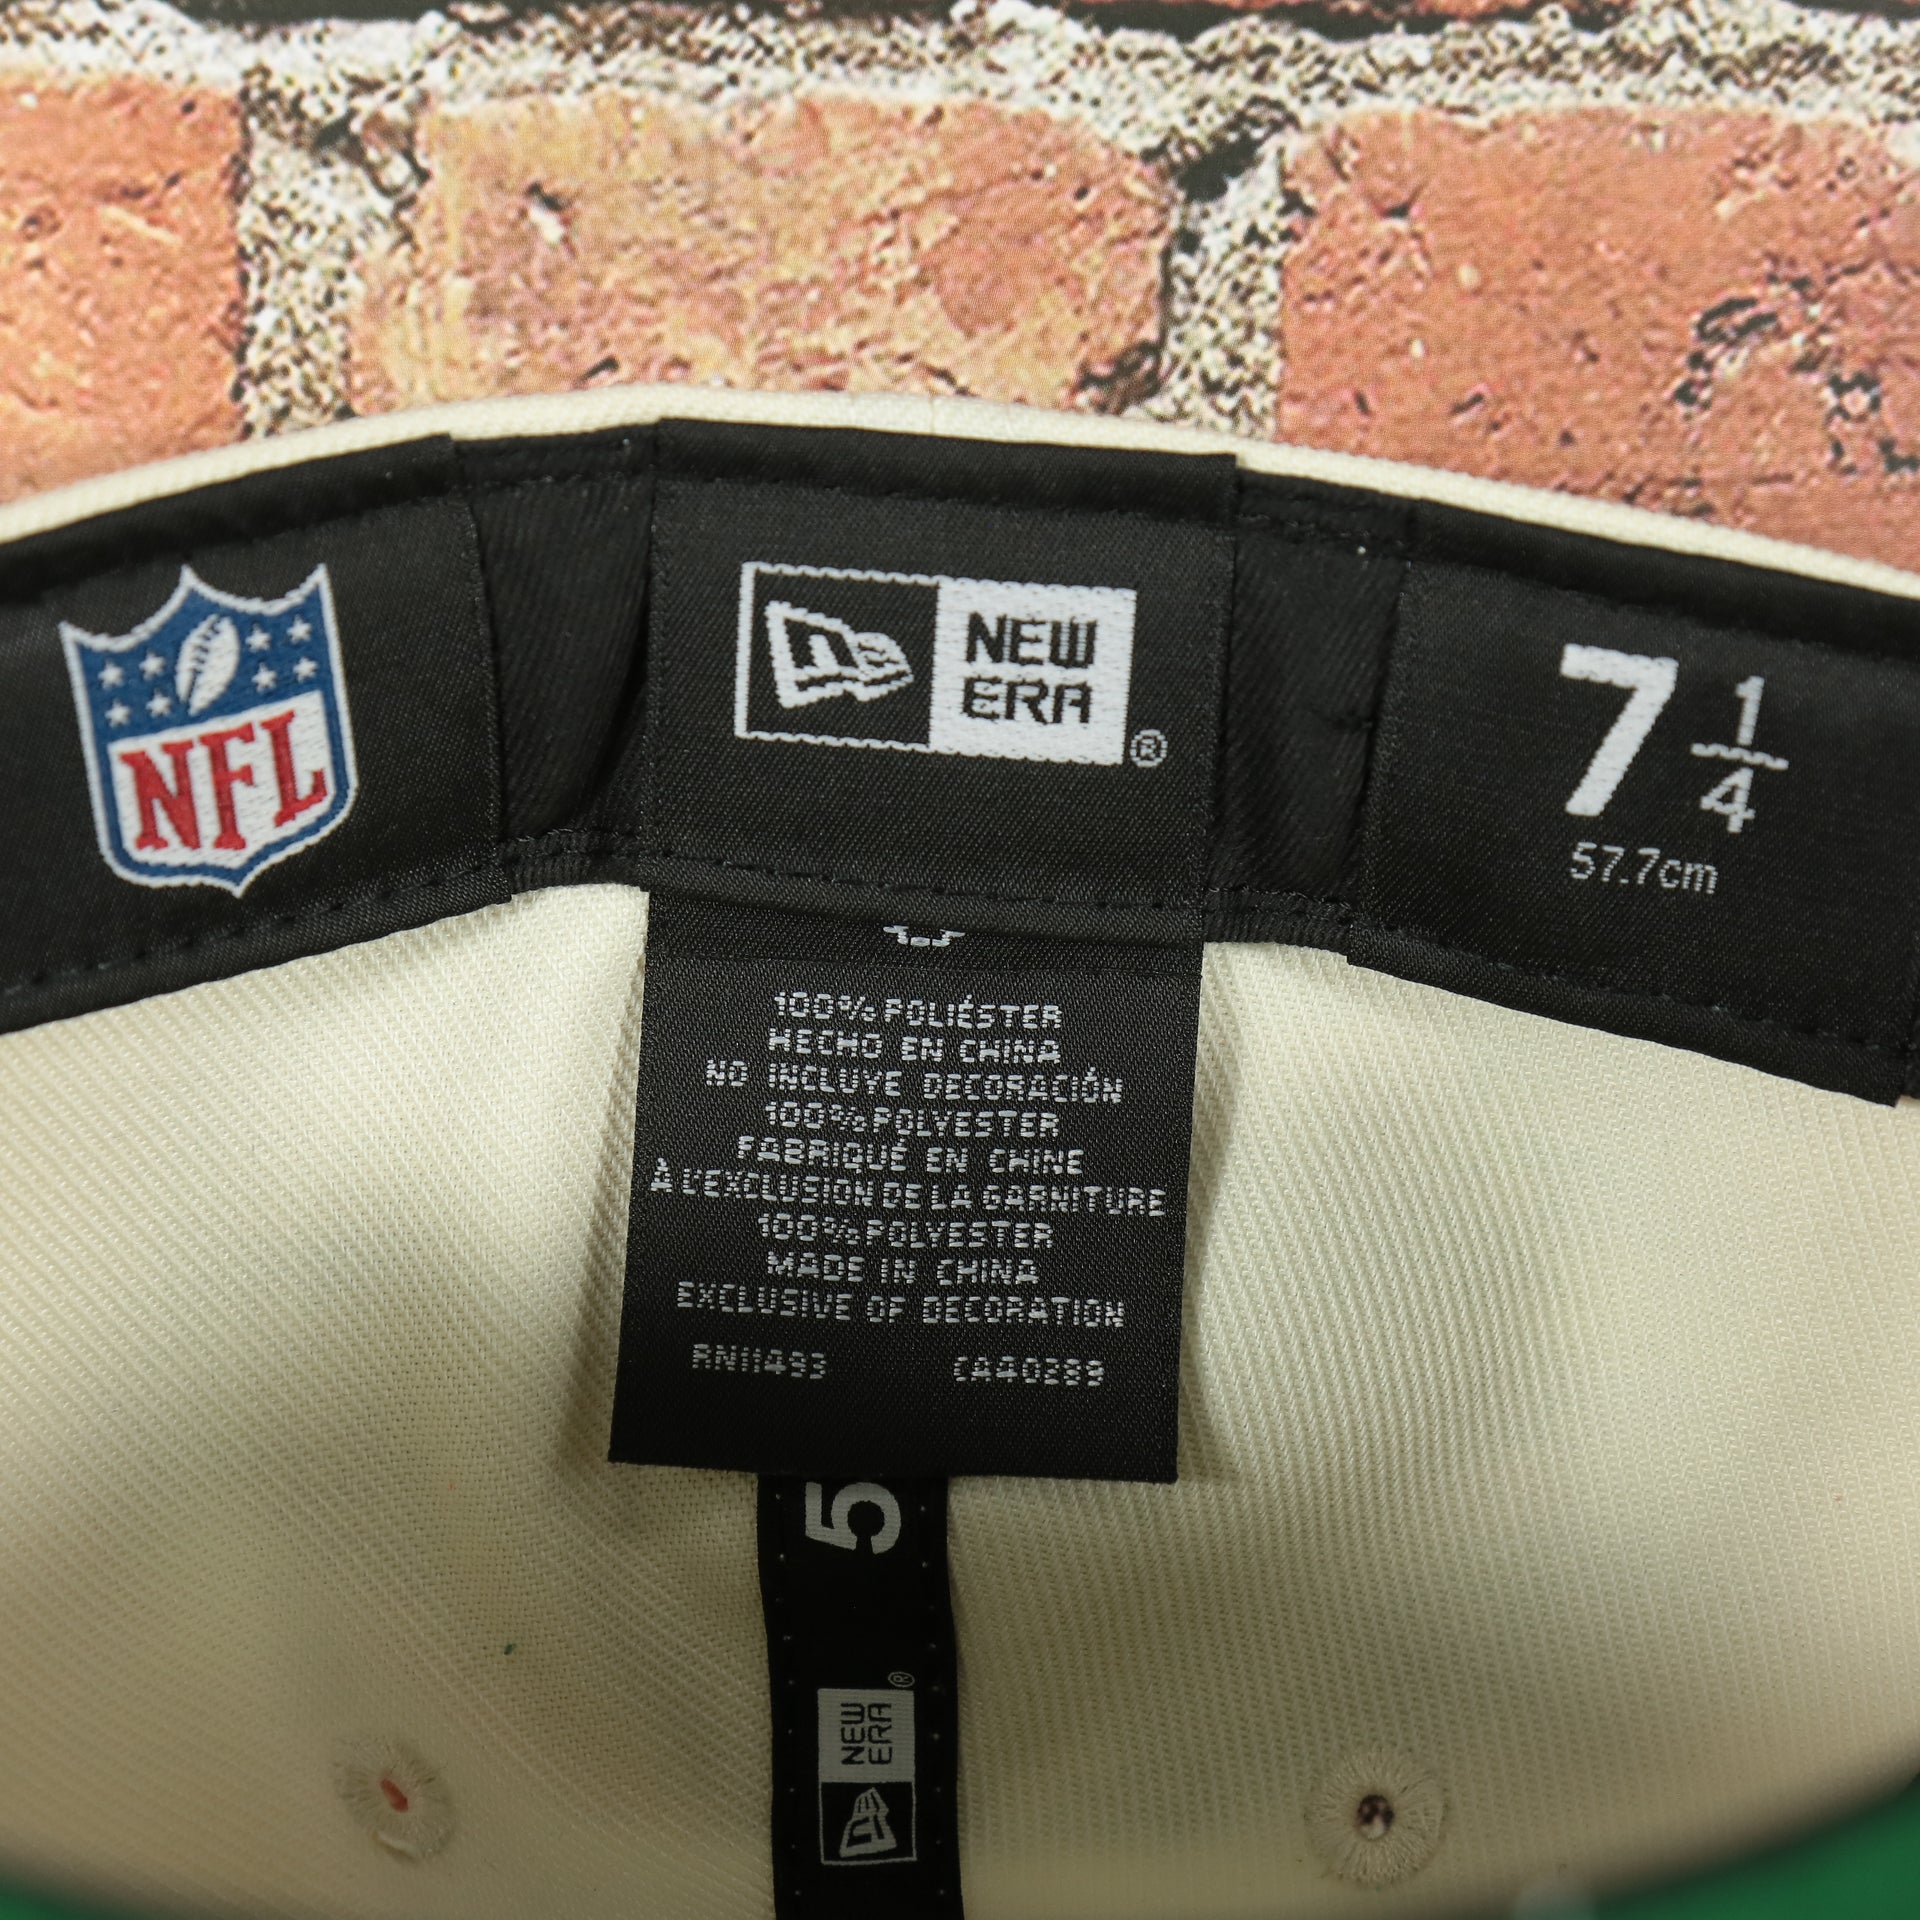 NFL
NEW
ERA
®
7 1/4
57.7cm
100% POLIÉSTER
HECHO EN CHINA
NO INCLUYE DECORACIÓN
100% POLYESTER
FABRIQUÉ EN CHINE
À L'EXCLUSION DE LA GARNITURE
100% POLYESTER
MADE IN CHINA
EXCLUSIVE OF DECORATION
RN11493 CA40289
5
NEW
ERA
®